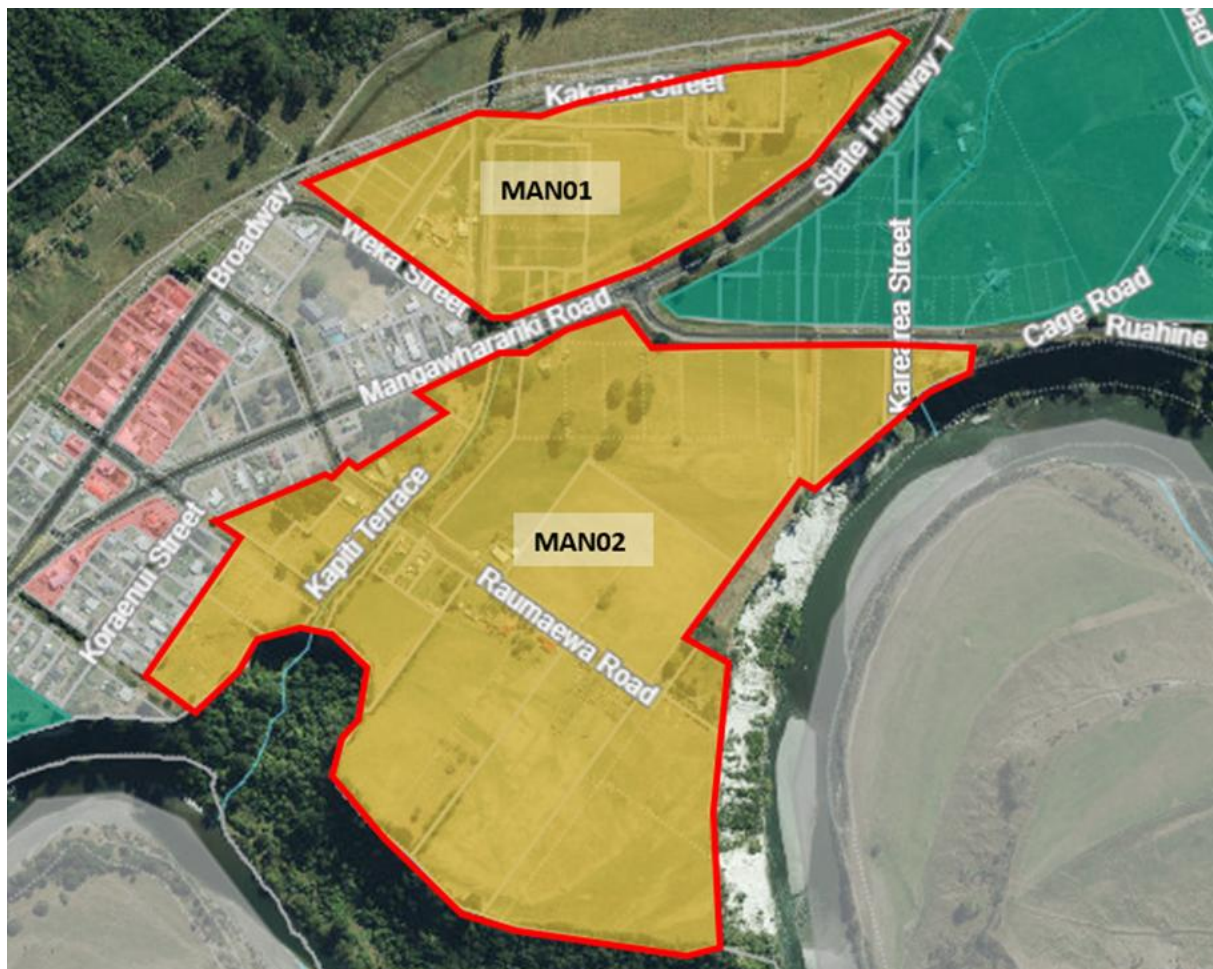 Kakariki Street
State Highway 1
MAN01
Broadway
Weka Street
Mangawharariki Road
Karearea Street
Cage Road
Ruahine
Kapiti Terrace
MAN02
Koraenui Street
Raumaewa Road